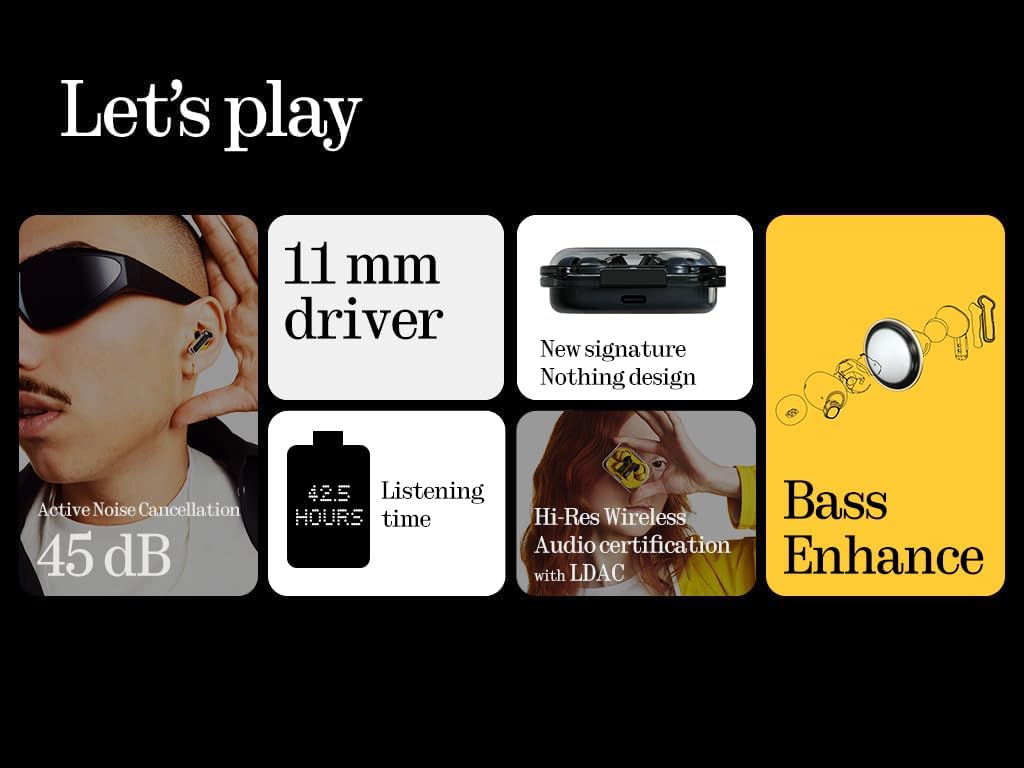 Let’s play
Active Noise Cancellation
45 dB
11 mm
driver
42.5
HOURS
Listening
time
New signature
Nothing design
Hi-Res Wireless
Audio certification
with LDAC
Bass
Enhance